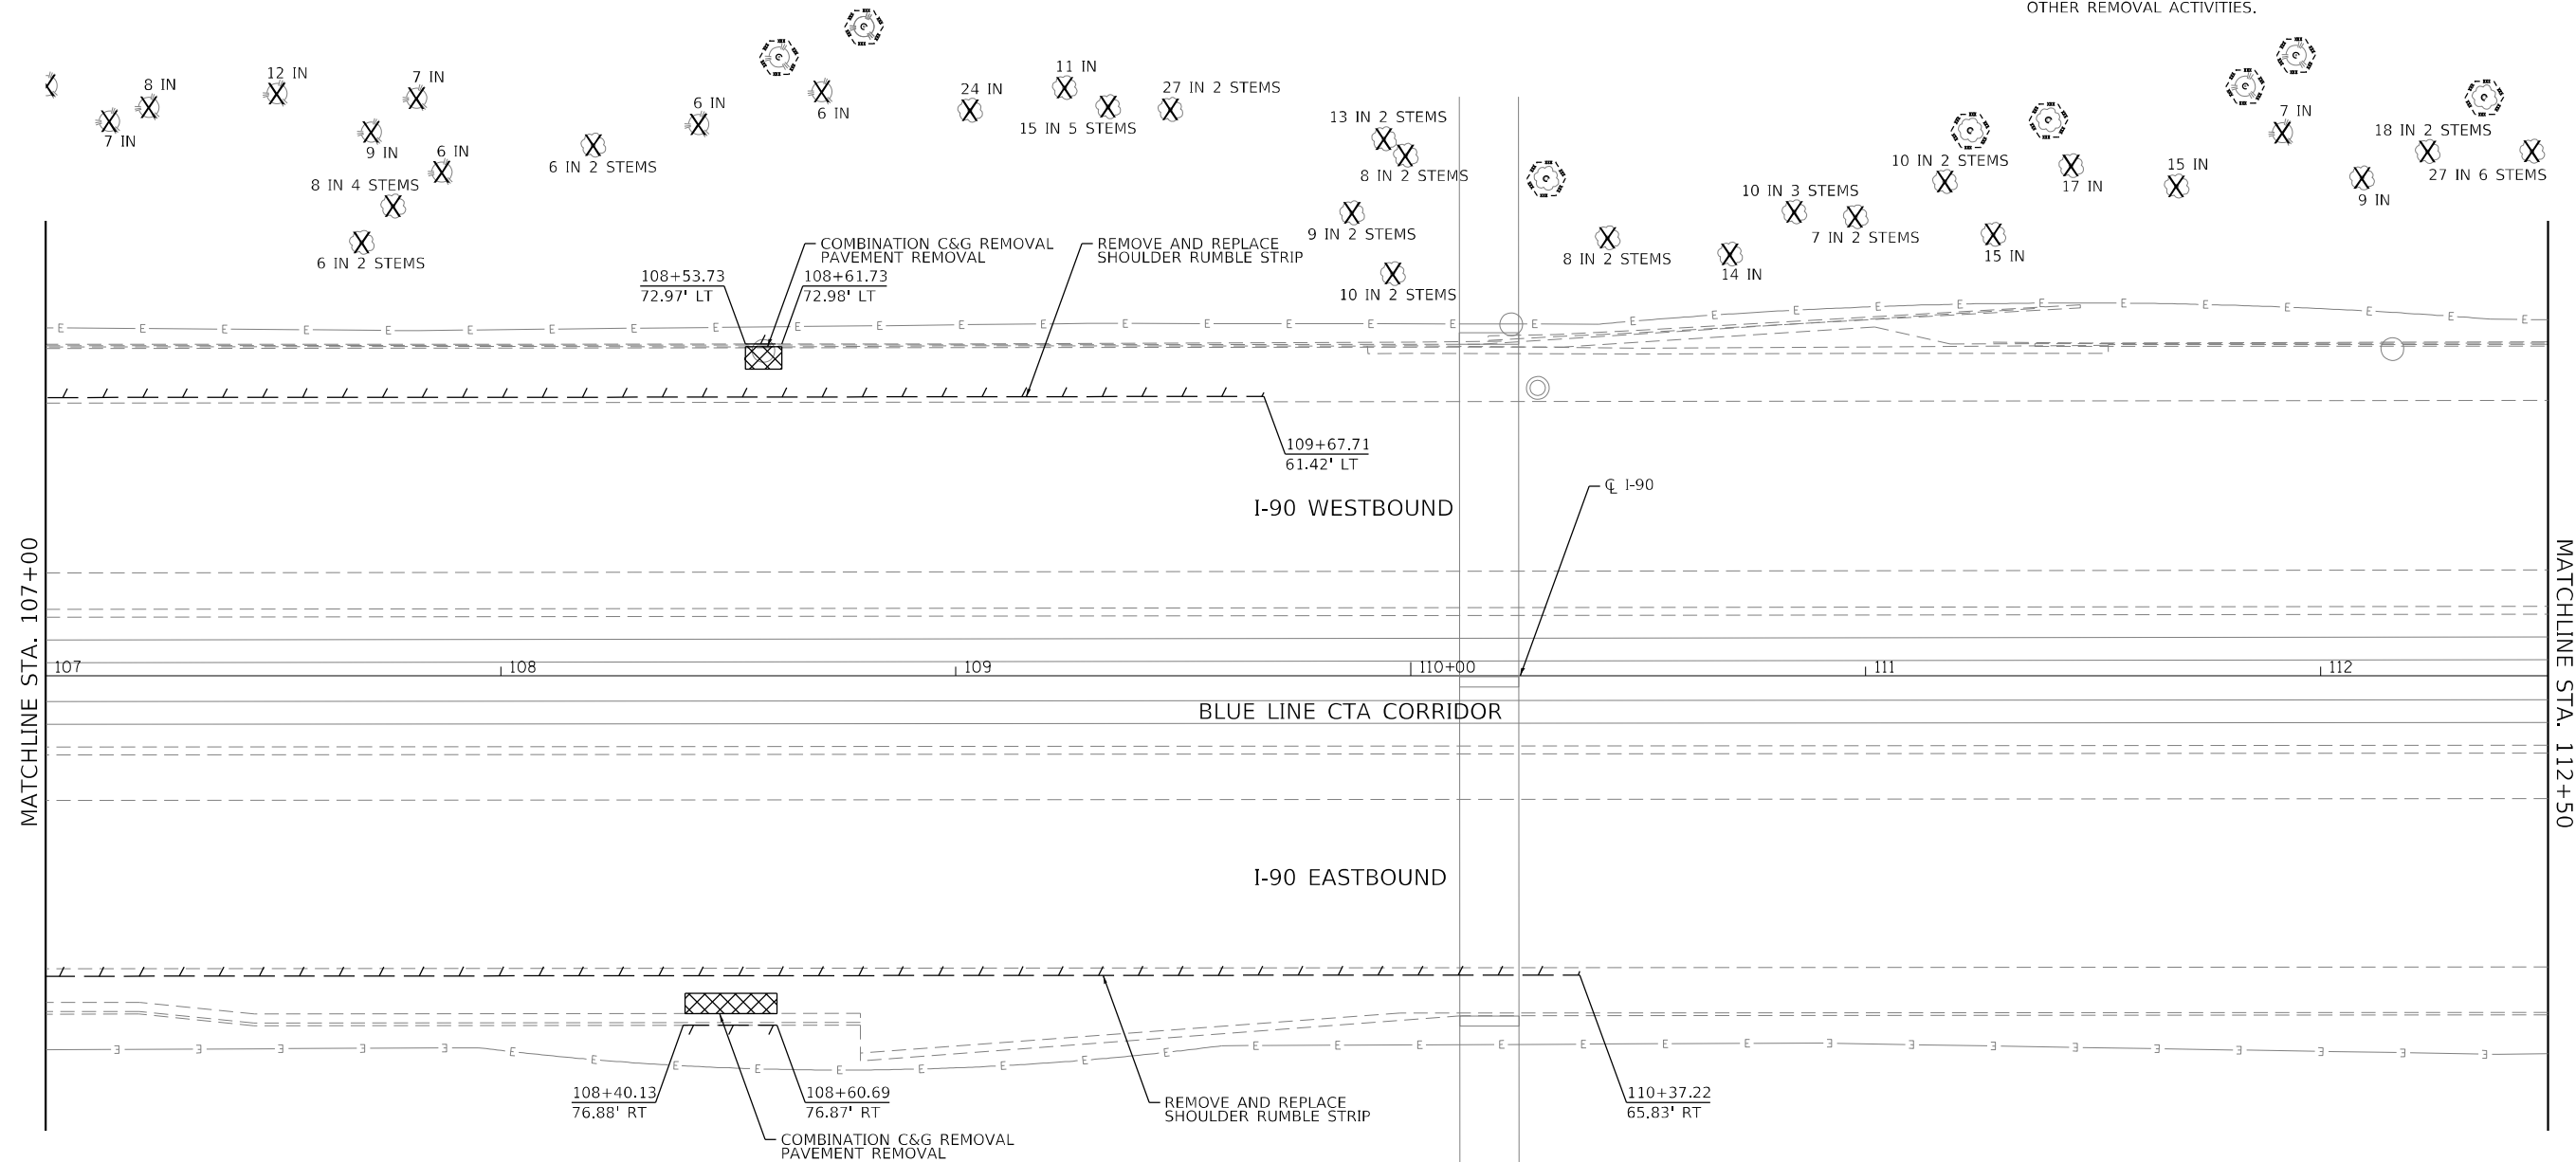 OTHER REMOVAL ACTIVITIES.
8 IN
7 IN
12 IN
7 IN
9 IN
6 IN
8 IN 4 STEMS
6 IN 2 STEMS
6 IN 2 STEMS
6 IN
6 IN
24 IN
11 IN
15 IN 5 STEMS
27 IN 2 STEMS
13 IN 2 STEMS
8 IN 2 STEMS
9 IN 2 STEMS
10 IN 2 STEMS
8 IN 2 STEMS
14 IN
10 IN 3 STEMS
7 IN 2 STEMS
10 IN 2 STEMS
15 IN
17 IN
15 IN
7 IN
9 IN
18 IN 2 STEMS
27 IN 6 STEMS
COMBINATION C&G REMOVAL
PAVEMENT REMOVAL
REMOVE AND REPLACE
SHOULDER RUMBLE STRIP
108+53.73
72.97' LT
108+61.73
72.98' LT
109+67.71
61.42' LT
I-90 WESTBOUND
℄ I-90
MATCHLINE STA. 107+00
MATCHLINE STA. 112+50
107
108
109
110+00
111
112
BLUE LINE CTA CORRIDOR
I-90 EASTBOUND
108+40.13
76.88' RT
108+60.69
76.87' RT
REMOVE AND REPLACE
SHOULDER RUMBLE STRIP
110+37.22
65.83' RT
COMBINATION C&G REMOVAL
PAVEMENT REMOVAL